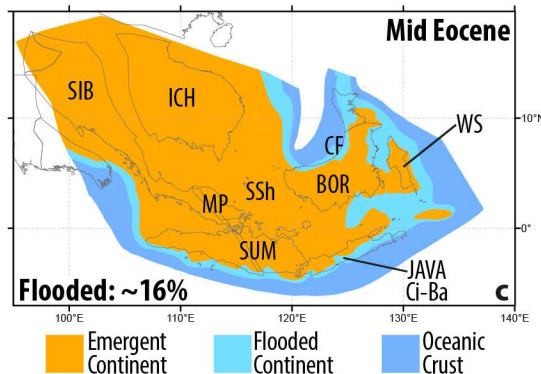 Mid Eocene
SIB
ICH
10°N
WS
CF
BOR
SSh
MP
0°
SUM
JAVA
Ci-Ba
Flooded: ~16%
c
100°E
110°E
120°E
130°E
140°E
Emergent
Continent
Flooded
Continent
Oceanic
Crust